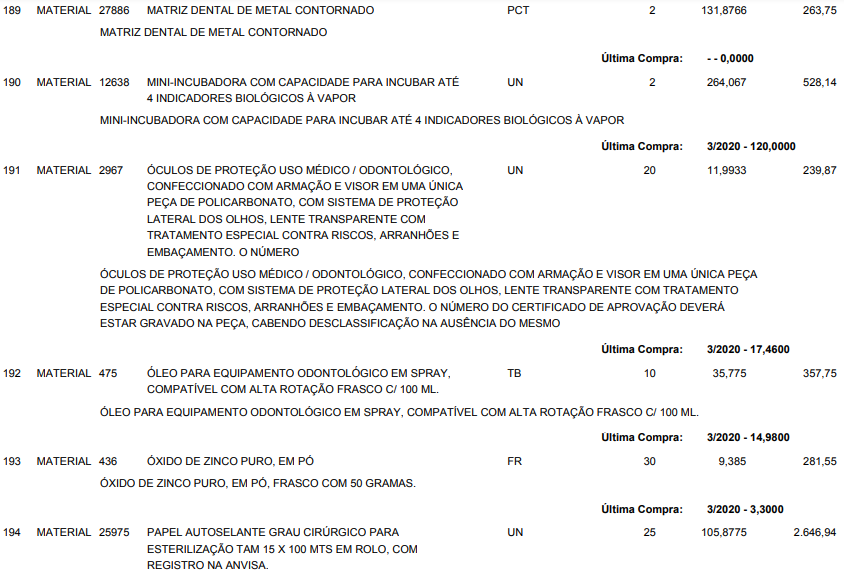 189 MATERIAL 27886 MATRIZ DENTAL DE METAL CONTORNADO PCT 2 131,8766 263,75
MATRIZ DENTAL DE METAL CONTORNADO
Última Compra: - - 0,0000
190 MATERIAL 12638 MINI-INCUBADORA COM CAPACIDADE PARA INCUBAR ATÉ UN 2 264,067 528,14
4 INDICADORES BIOLÓGICOS À VAPOR
MINI-INCUBADORA COM CAPACIDADE PARA INCUBAR ATÉ 4 INDICADORES BIOLÓGICOS À VAPOR
Última Compra: 3/2020 - 120,0000
191 MATERIAL 2967 ÓCULOS DE PROTEÇÃO USO MÉDICO / ODONTOLÓGICO, UN 20 11,9933 239,87
CONFECCIONADO COM ARMAÇÃO E VISOR EM UMA ÚNICA
PEÇA DE POLICARBONATO, COM SISTEMA DE PROTEÇÃO
LATERAL DOS OLHOS, LENTE TRANSPARENTE COM
TRATAMENTO ESPECIAL CONTRA RISCOS, ARRANHÕES E
EMBAÇAMENTO. O NÚMERO
ÓCULOS DE PROTEÇÃO USO MÉDICO / ODONTOLÓGICO, CONFECCIONADO COM ARMAÇÃO E VISOR EM UMA ÚNICA PEÇA
DE POLICARBONATO, COM SISTEMA DE PROTEÇÃO LATERAL DOS OLHOS, LENTE TRANSPARENTE COM TRATAMENTO
ESPECIAL CONTRA RISCOS, ARRANHÕES E EMBAÇAMENTO. O NÚMERO DO CERTIFICADO DE APROVAÇÃO DEVERÁ
ESTAR GRAVADO NA PEÇA, CABENDO DESCLASSIFICAÇÃO NA AUSÊNCIA DO MESMO
Última Compra: 3/2020 - 17,4600
192 MATERIAL 475 ÓLEO PARA EQUIPAMENTO ODONTOLÓGICO EM SPRAY, TB 10 35,775 357,75
COMPATÍVEL COM ALTA ROTAÇÃO FRASCO C/ 100 ML.
ÓLEO PARA EQUIPAMENTO ODONTOLÓGICO EM SPRAY, COMPATÍVEL COM ALTA ROTAÇÃO FRASCO C/ 100 ML.
Última Compra: 3/2020 - 14,9800
193 MATERIAL 436 ÓXIDO DE ZINCO PURO, EM PÓ FR 30 9,385 281,55
ÓXIDO DE ZINCO PURO, EM PÓ, FRASCO COM 50 GRAMAS.
Última Compra: 3/2020 - 3,3000
194 MATERIAL 25975 PAPEL AUTOSELANTE GRAU CIRÚRGICO PARA UN 25 105,8775 2.646,94
ESTERILIZAÇÃO TAM 15 X 100 MTS EM ROLO, COM
REGISTRO NA ANVISA.